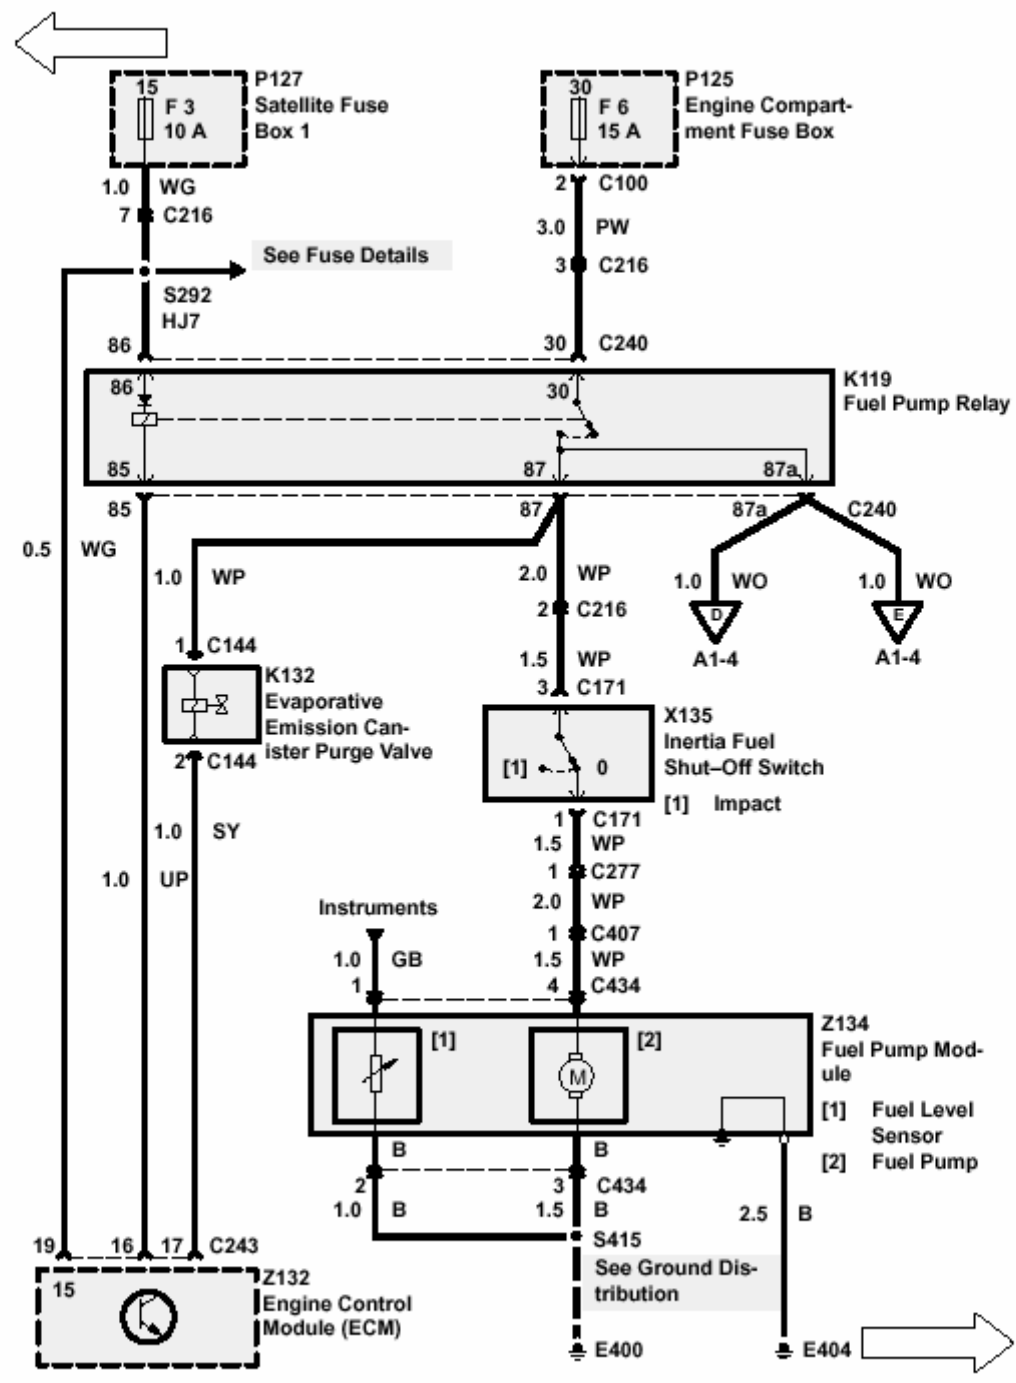 15
F 3
10 A
P127
Satellite Fuse
Box 1
30
F 6
15 A
P125
Engine Compart-
ment Fuse Box
1.0 WG
7 C216
2 C100
3.0 PW
3 C216
See Fuse Details
S292
HJ7
86
30 C240
86
30
K119
Fuel Pump Relay
85
87
87a
85
87
87a
C240
0.5 WG
1.0 WP
2.0 WP
2 C216
1.0 WO
1.0 WO
D
E
A1-4
A1-4
1 C144
1.5 WP
3 C171
K132
Evaporative
Emission Can-
ister Purge Valve
2 C144
X135
Inertia Fuel
Shut–Off Switch
[1] 0
[1] Impact
1 C171
1.5 WP
1.0 SY
1 C277
1.0 UP
2.0 WP
Instruments
1 C407
1.0 GB
1.5 WP
1
4 C434
[1]
[2]
M
Z134
Fuel Pump Mod-
ule
[1] Fuel Level
Sensor
[2] Fuel Pump
B
B
2
3 C434
1.0 B
1.5 B
2.5 B
S415
See Ground Dis-
tribution
19
16
17 C243
15
Z132
Engine Control
Module (ECM)
E400
E404